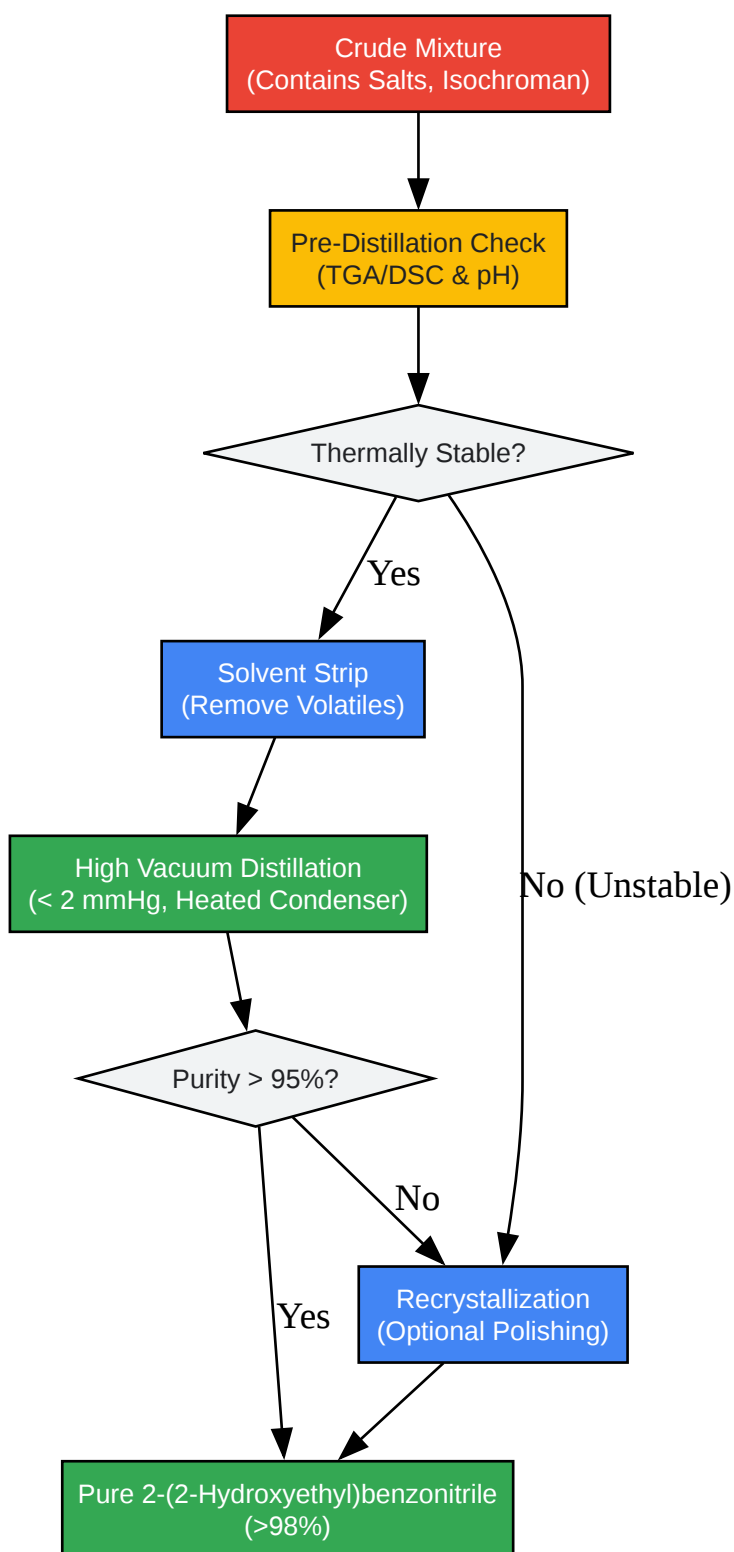 Crude Mixture
(Contains Salts, Isochroman)
Pre-Distillation Check
(TGA/DSC & pH)
Thermally Stable?
Yes
Solvent Strip
(Remove Volatiles)
High Vacuum Distillation
(< 2 mmHg, Heated Condenser)
No (Unstable)
Purity > 95%?
No
Yes
Recrystallization
(Optional Polishing)
Pure 2-(2-Hydroxyethyl)benzonitrile
(>98%)